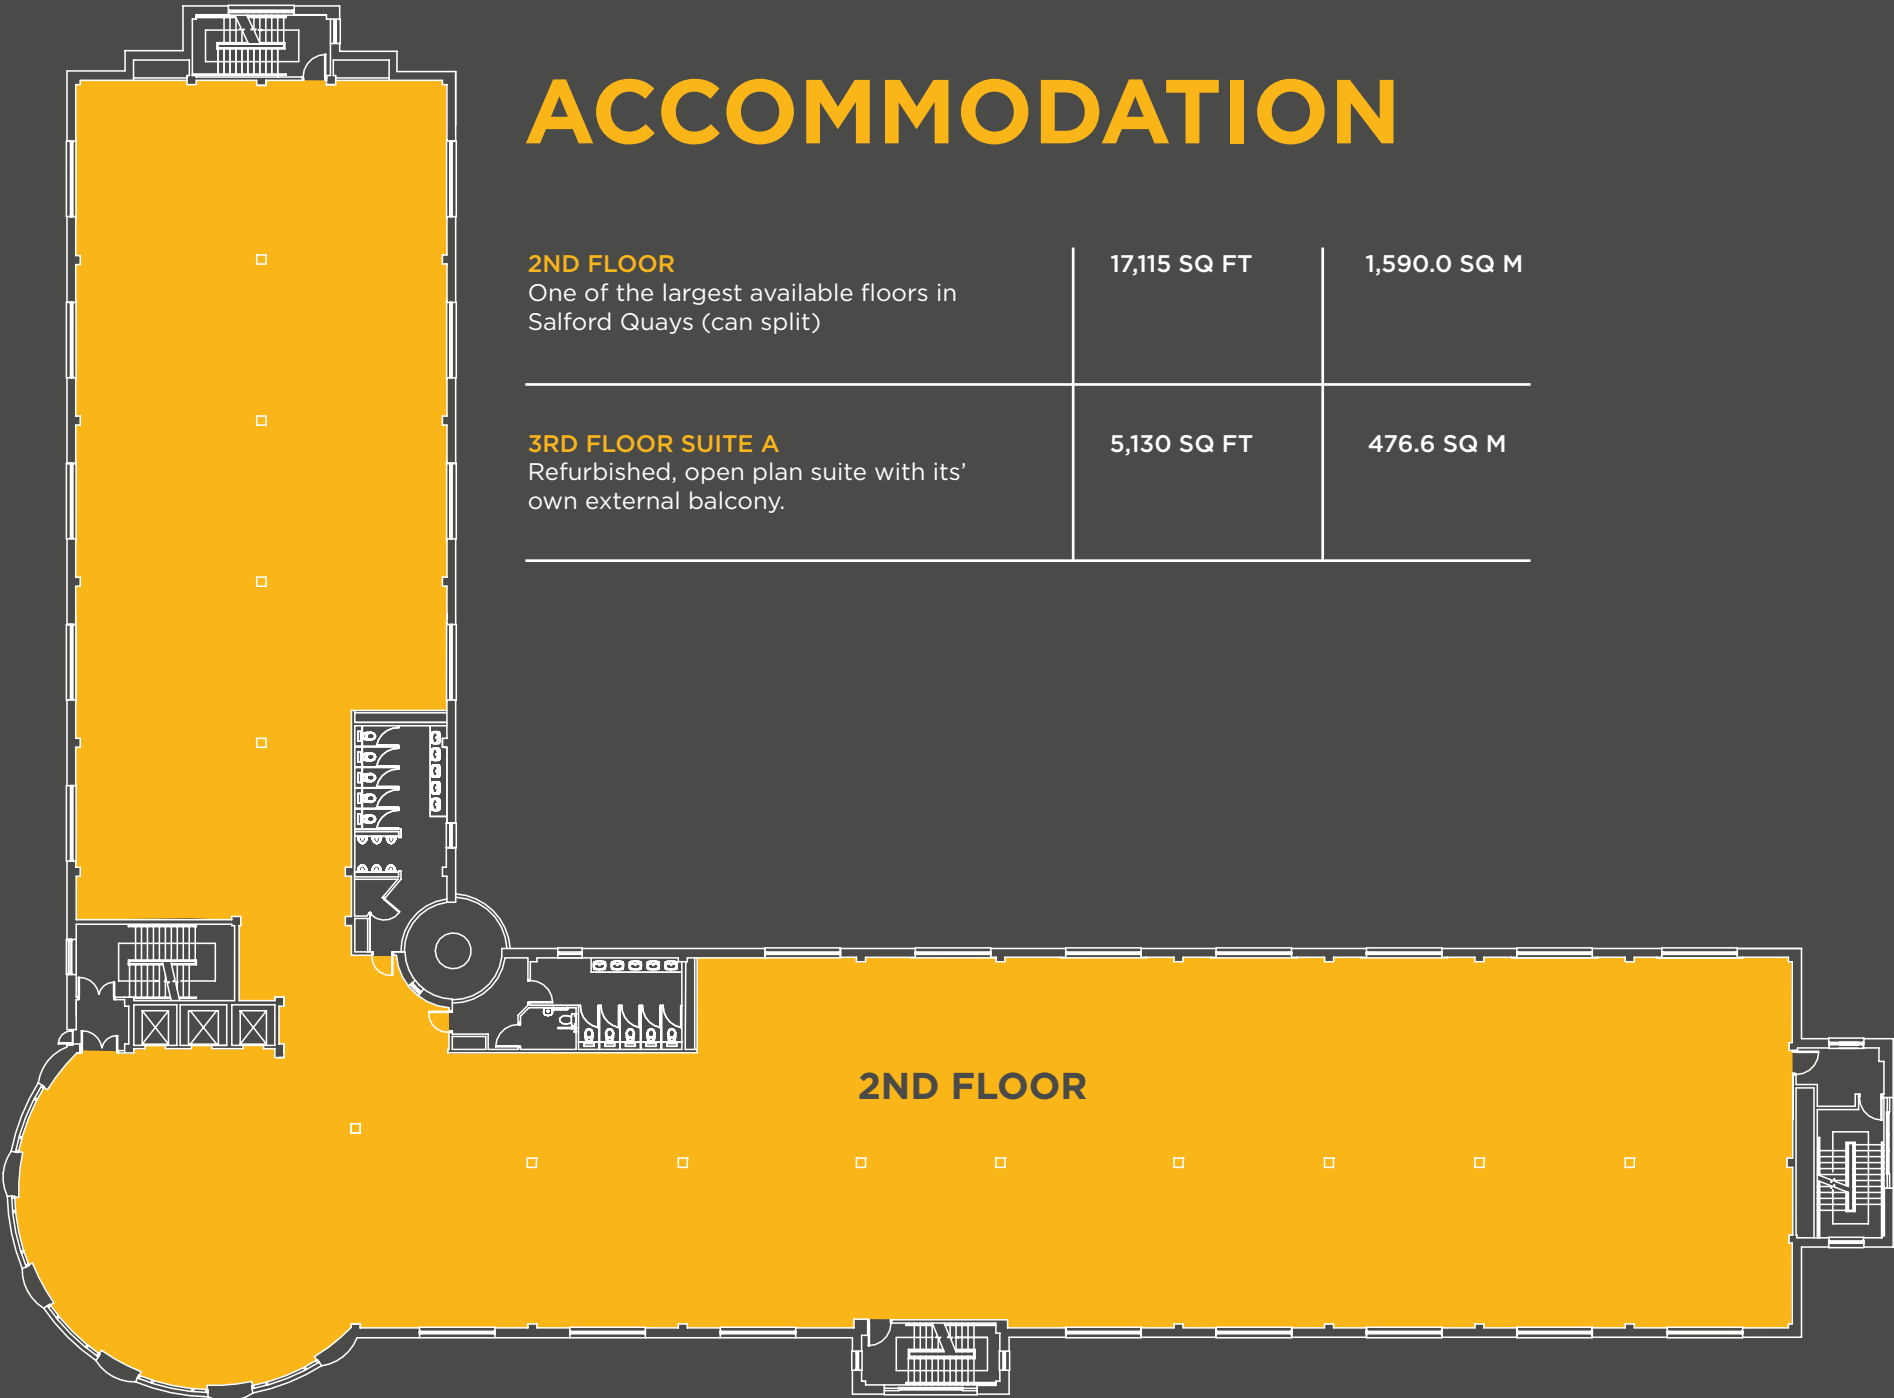 ACCOMMODATION
2ND FLOOR
One of the largest available floors in
Salford Quays (can split)
17,115 SQ FT
1,590.0 SQ M
3RD FLOOR SUITE A
Refurbished, open plan suite with its’
own external balcony.
5,130 SQ FT
476.6 SQ M
2ND FLOOR